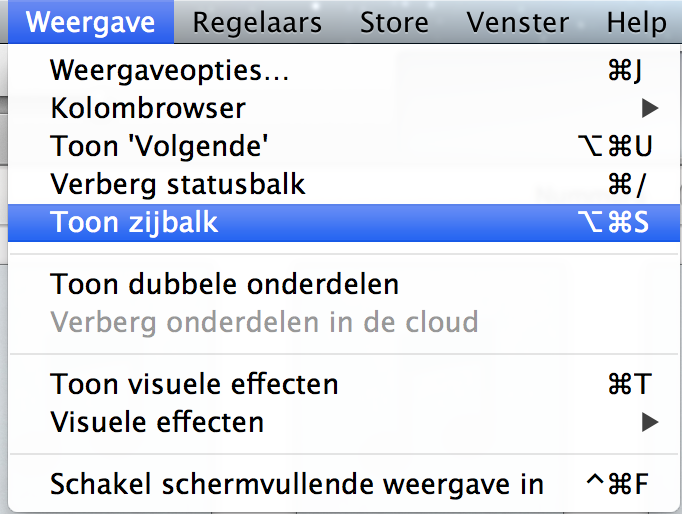 Weergave Regelaars Store Venster Help
Weergaveopties... ⌘J
Kolombrowser ▶
Toon 'Volgende' ⌥⌘U
Verberg statusbalk ⌘/
Toon zijbalk ⌥⌘S
Toon dubbele onderdelen
Verberg onderdelen in de cloud
Toon visuele effecten ⌘T
Visuele effecten ▶
Schakel schermvullende weergave in ^⌘F